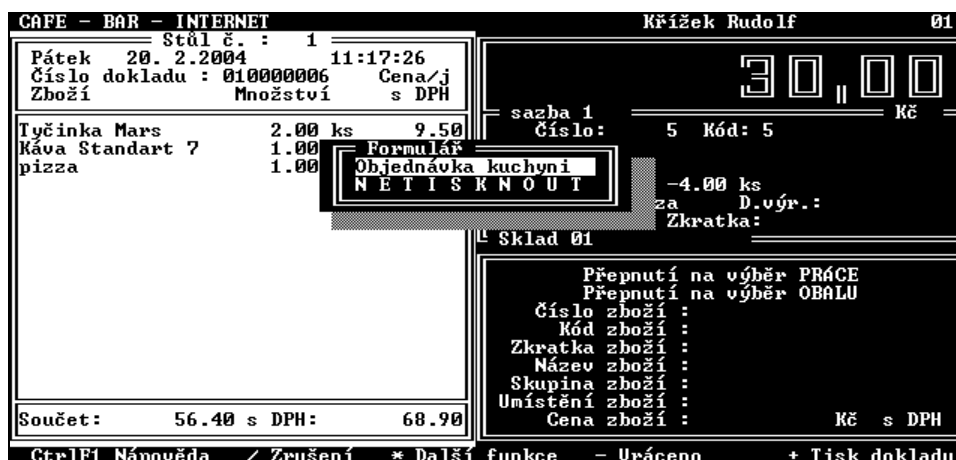 CAFE - BAR - INTERNET
Křížek Rudolf 01
Stůl č. : 1
Pátek 20. 2.2004 11:17:26
Číslo dokladu : 010000006 Cena/j
Zboží Množství s DPH
Tyčinka Mars 2.00 ks 9.50
Káva Standart 7 1.00
pizza 1.00
Součet: 56.40 s DPH: 68.90
Formulář
Objednávka kuchyni
N E T I S K N O U T
30,00
sazba 1 Kč
Číslo: 5 Kód: 5
-4.00 ks
za D.výr.:
Zkratka:
Sklad 01
Přepnutí na výběr PRÁCE
Přepnutí na výběr OBALU
Číslo zboží :
Kód zboží :
Zkratka zboží :
Název zboží :
Skupina zboží :
Umístění zboží :
Cena zboží : Kč s DPH
CtrlF1 Nápověda / Zrušení * Další funkce - Vráceno + Tisk dokladu